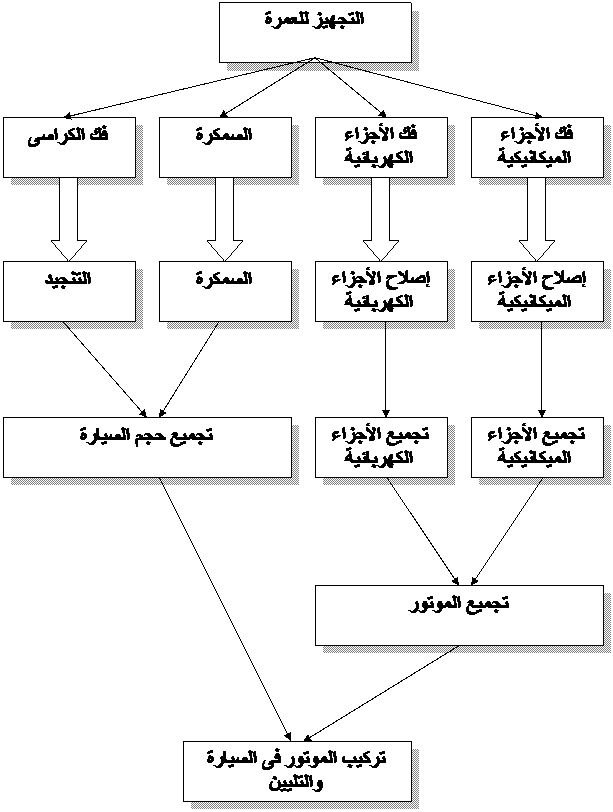 التجهيز للعمرة
فك الأجزاء
الميكانيكية
فك الأجزاء
الكهربائية
السمكرة
فك الكراسى
إصلاح الأجزاء
الميكانيكية
إصلاح الأجزاء
الكهربائية
السمكرة
التنجيد
تجميع الأجزاء
الميكانيكية
تجميع الأجزاء
الكهربائية
تجميع حجم السيارة
تجميع الموتور
تركيب الموتور فى السيارة
والتليين